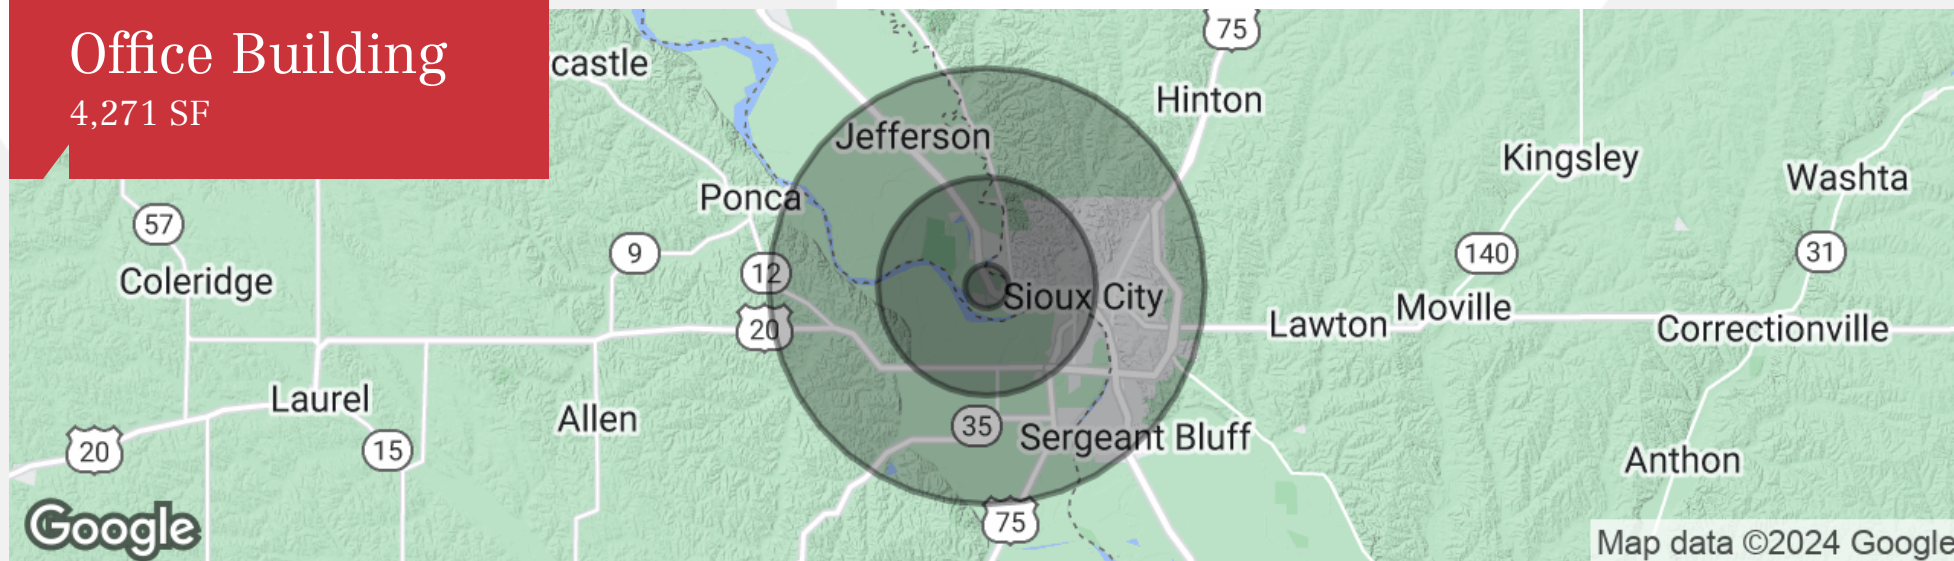 Office Building
4,271 SF
castle
75
Hinton
Jefferson
Kingsley
Washta
Ponca
57
9
12
140
31
Coleridge
Sioux City
Moville
20
Lawton
Correctionville
Laurel
Allen
35
Sergeant Bluff
20
15
Anthon
75
Google
Map data ©2024 Google